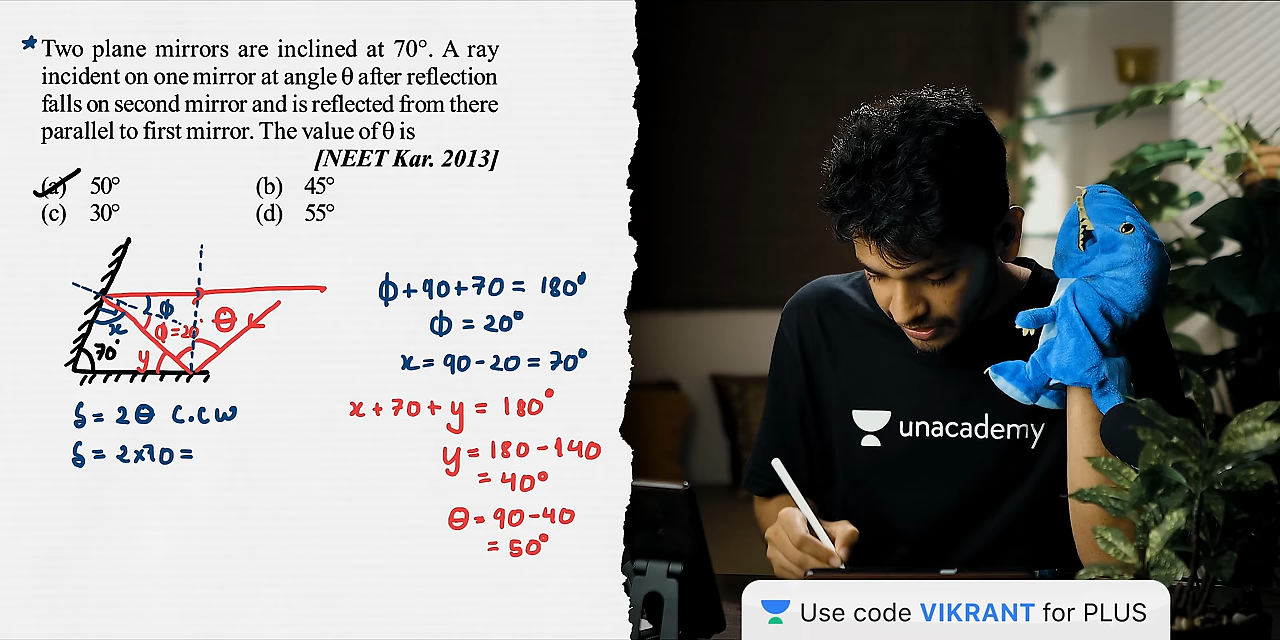 * Two plane mirrors are inclined at 70°. A ray
incident on one mirror at angle θ after reflection
falls on second mirror and is reflected from there
parallel to first mirror. The value of θ is
[NEET Kar. 2013]
(a) 50° (b) 45°
(c) 30° (d) 55°
φ
φ=20°
θ
x
70°
y
φ+90+70 = 180°
φ = 20°
x = 90-20 = 70°
x+70+y = 180°
y = 180-140
= 40°
θ = 90-40
= 50°
δ = 2θ C.CW
δ = 2×70 =
unacademy
Use code VIKRANT for PLUS